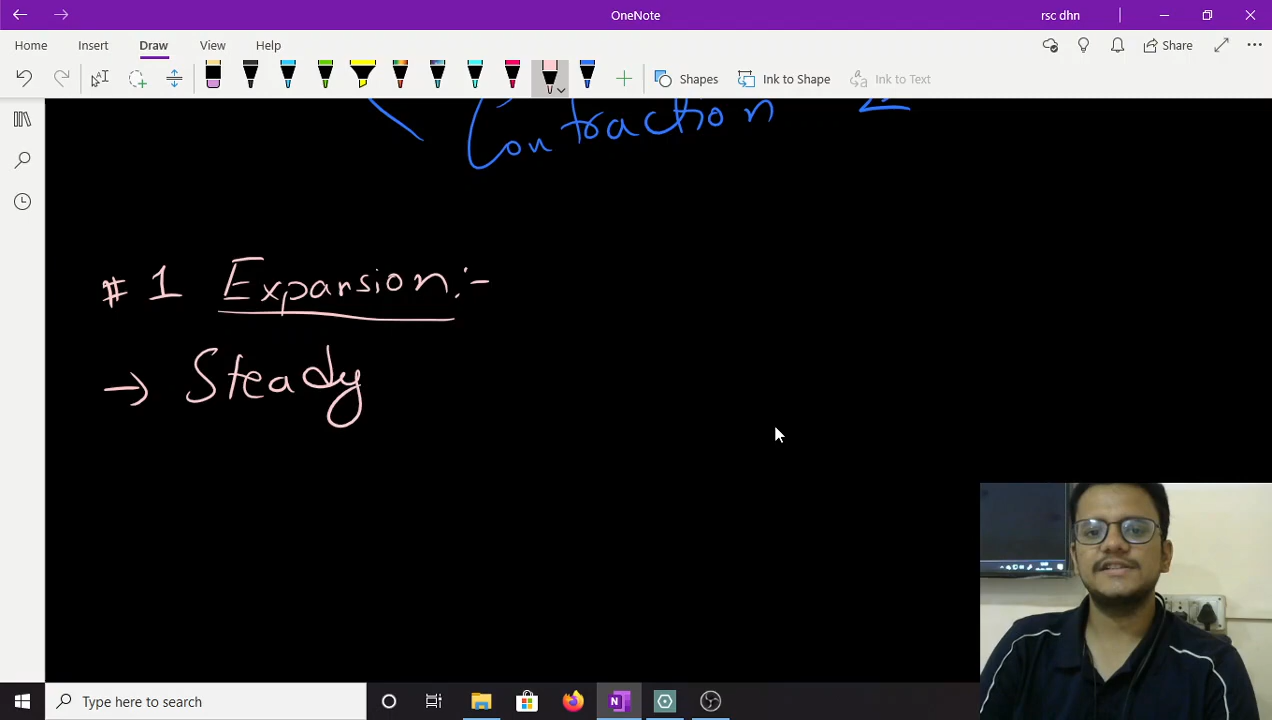 OneNote
rsc dhn
Home Insert Draw View Help
Share
Shapes Ink to Shape Ink to Text
Contraction
# 1 Expansion :-
→ Steady
Type here to search